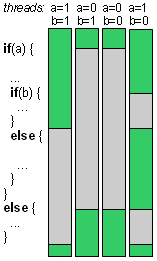 threads: a=1 a=0 a=0 a=1
b=1 b=1 b=0 b=0
if(a) {
...
if(b) {
...
}
else {
...
}
}
else {
...
}